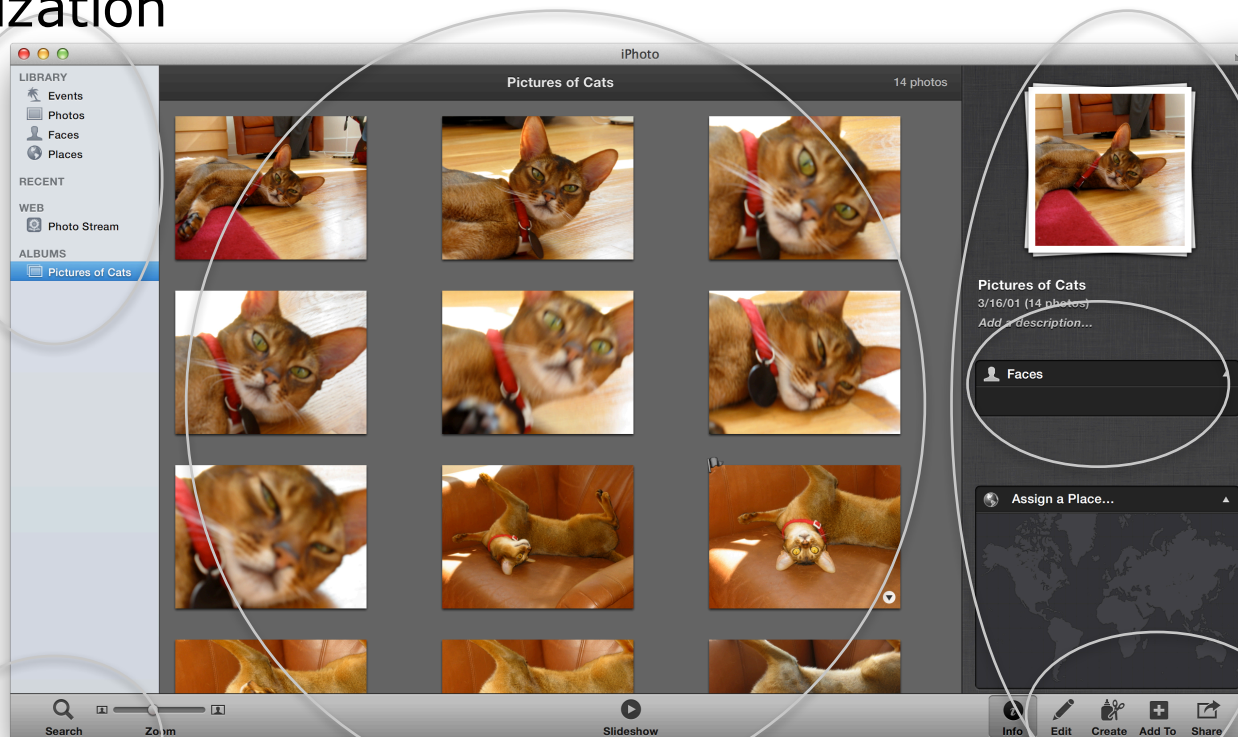 iPhoto
LIBRARY
Events
Photos
Faces
Places
RECENT
WEB
Photo Stream
ALBUMS
Pictures of Cats
Pictures of Cats
14 photos
Pictures of Cats
3/16/01 (14 photos)
Add a description...
Faces
Assign a Place...
Search
Zoom
Slideshow
Info
Edit
Create
Add To
Share